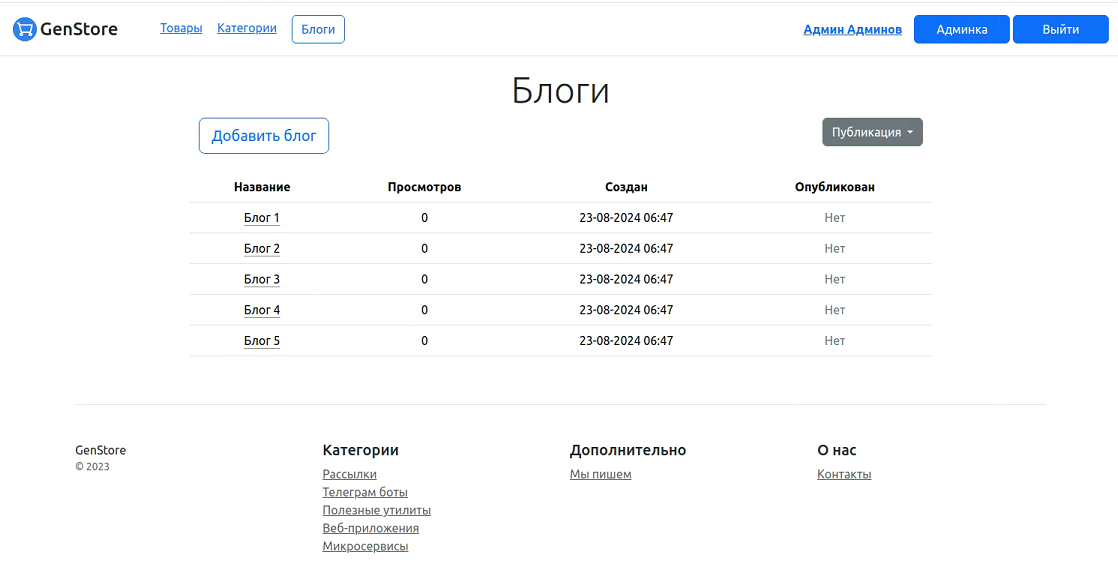 GenStore Товары Категории Блоги Админ Админов Админка Выйти
Блоги
Добавить блог Публикация
Название Просмотров Создан Опубликован
Блог 1 0 23-08-2024 06:47 Нет
Блог 2 0 23-08-2024 06:47 Нет
Блог 3 0 23-08-2024 06:47 Нет
Блог 4 0 23-08-2024 06:47 Нет
Блог 5 0 23-08-2024 06:47 Нет
GenStore
© 2023
Категории
Рассылки
Телеграм боты
Полезные утилиты
Веб-приложения
Микросервисы
Дополнительно
Мы пишем
О нас
Контакты